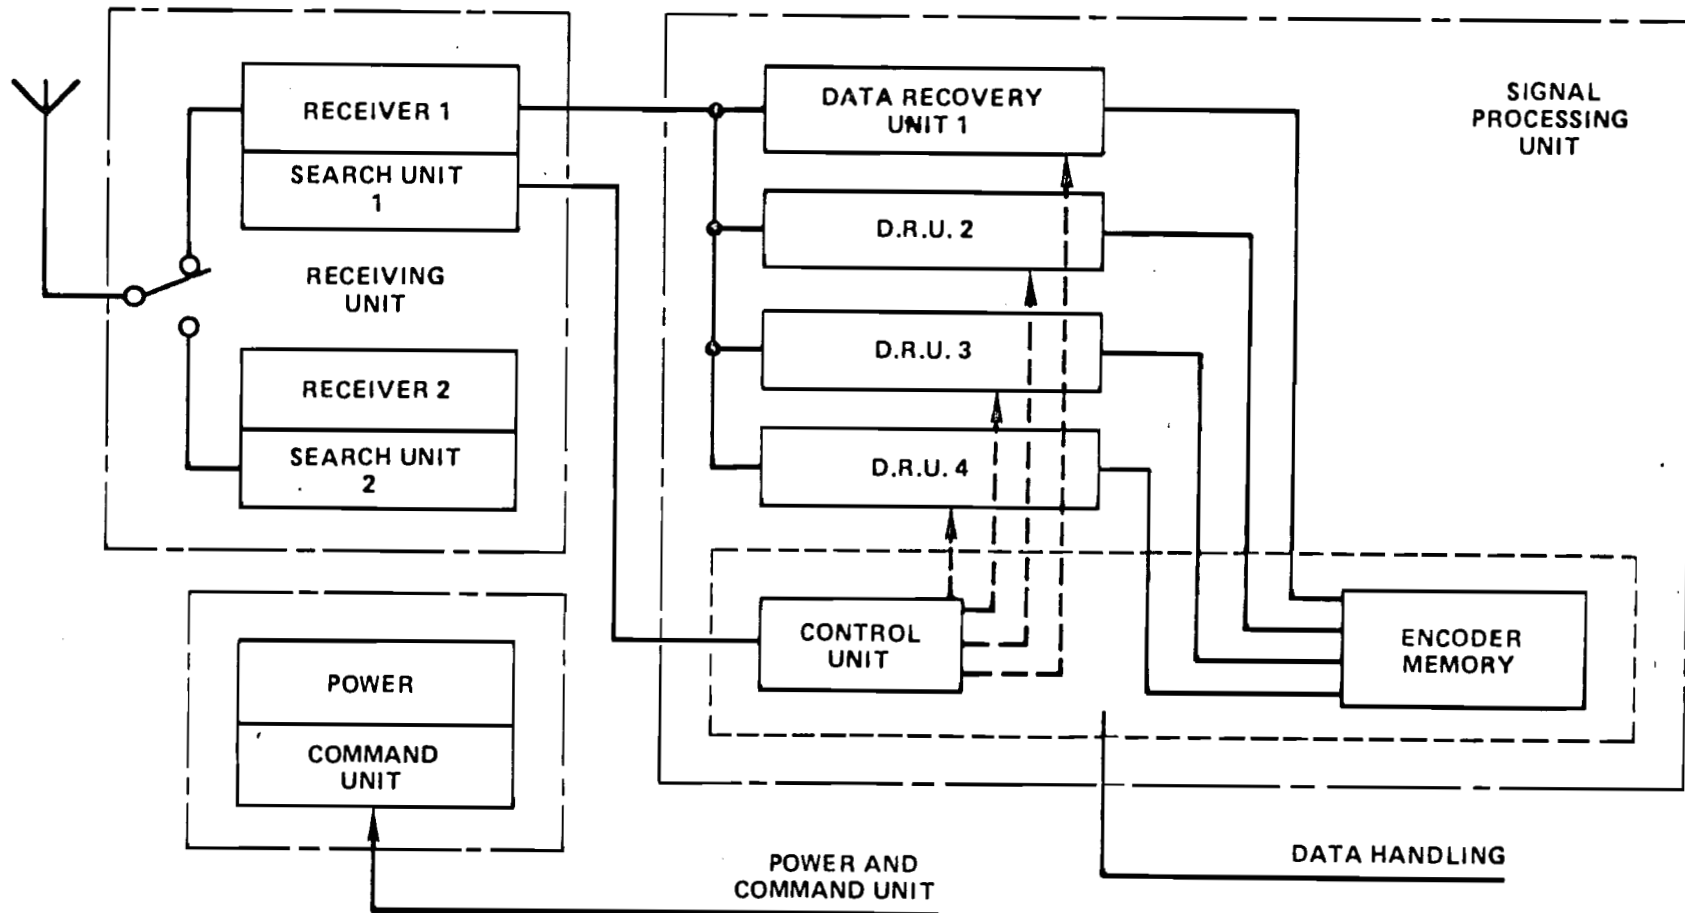 RECEIVER 1
SEARCH UNIT
1
RECEIVING
UNIT
RECEIVER 2
SEARCH UNIT
2
POWER
COMMAND
UNIT
POWER AND
COMMAND UNIT
DATA RECOVERY
UNIT 1
D.R.U. 2
D.R.U. 3
D.R.U. 4
CONTROL
UNIT
SIGNAL
PROCESSING
UNIT
ENCODER
MEMORY
DATA HANDLING